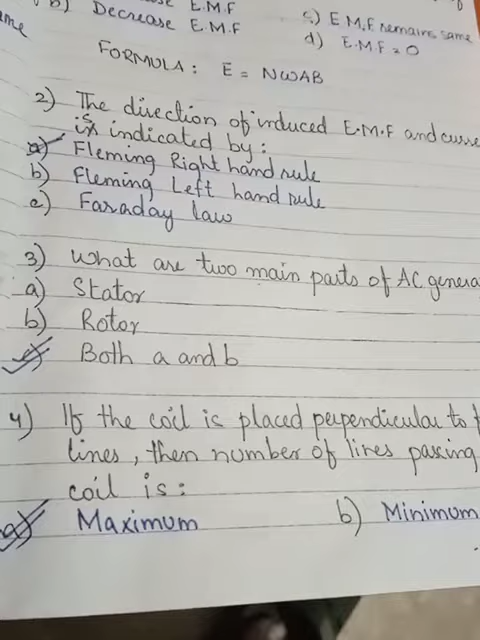 E.M.F
b) Decrease E.M.F
c) E M.F remains same
d) E.M.F = 0
FORMULA: E = NWAB
2) The direction of induced E.M.F and
is indicated by:
a) Fleming Right hand rule
b) Fleming Left hand rule
c) Faraday law
3) What are two main parts of AC genera
a) Stator
b) Rotor
c) Both a and b
4) If the coil is placed perpendicular to
lines, then number of lines passing
coil is:
a) Maximum b) Minimum